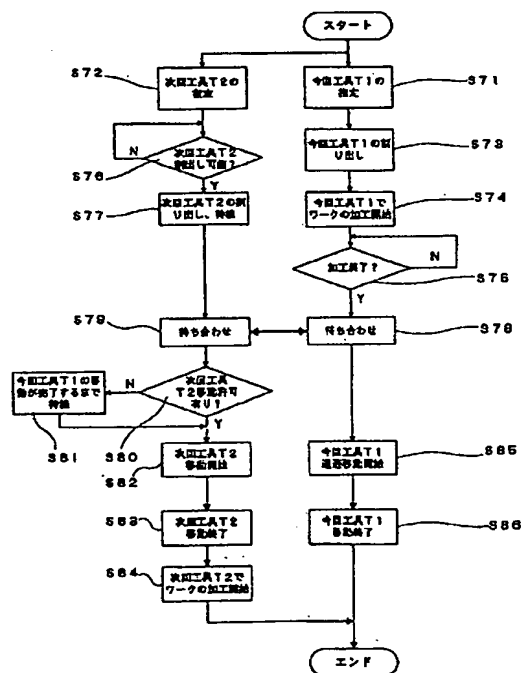 スタート
S72
次回工具T2の
指定
S71
今回工具T1の
指定
S73
今回工具T1の割
り出し
N
次回工具T2
割出し可能?
S76
Y
S77
次回工具T2の割
り出し、待機
S74
今回工具T1で
ワークの加工開始
加工終了?
N
S75
Y
S79
待ち合わせ
待ち合わせ
S78
今回工具T1の移
動が完了するまで
待機
N
次回工具
T2移動許可
有り?
S81
S80
Y
次回工具T2
移動開始
S82
今回工具T1
退避移動開始
S85
S83
次回工具T2
移動終了
今回工具T1
移動終了
S86
S84
次回工具T2で
ワークの加工開始
エンド